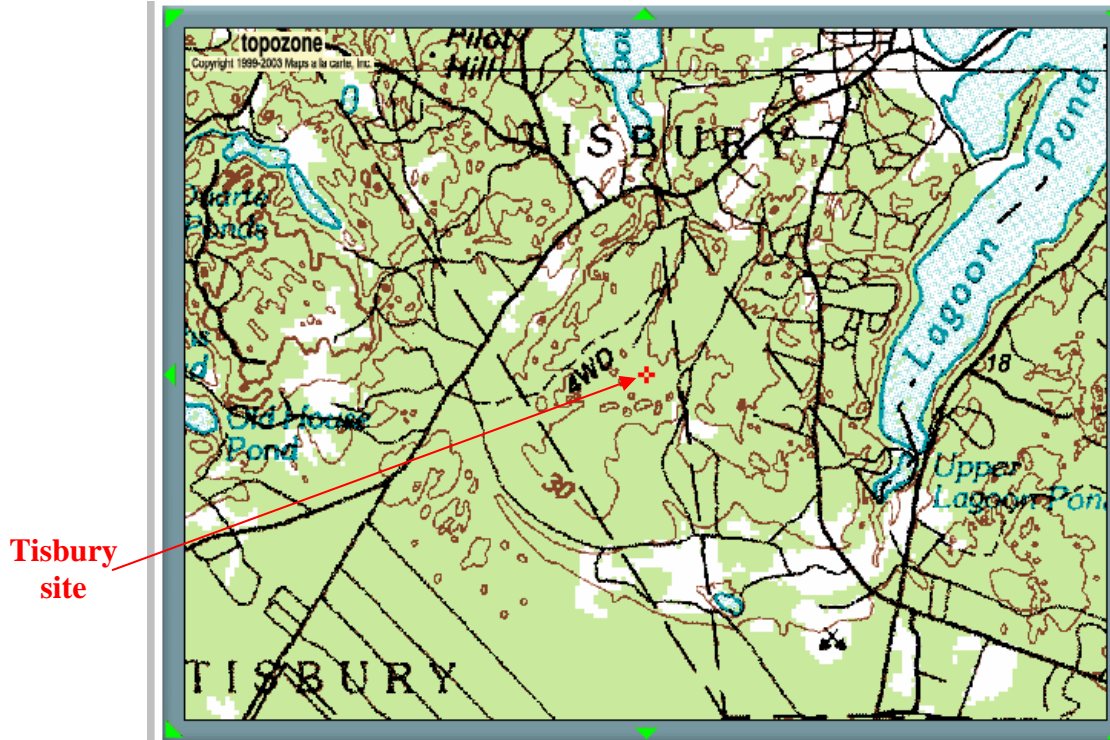 topozone
Copyright 1999-2003 Maps a la carte, Inc.
Pilot
Hill
TISBURY
Lagoon Pond
Duarte
Ponds
4WD
18
Old House
Pond
30
Upper
Lagoon Pond
Tisbury
site
TISBURY